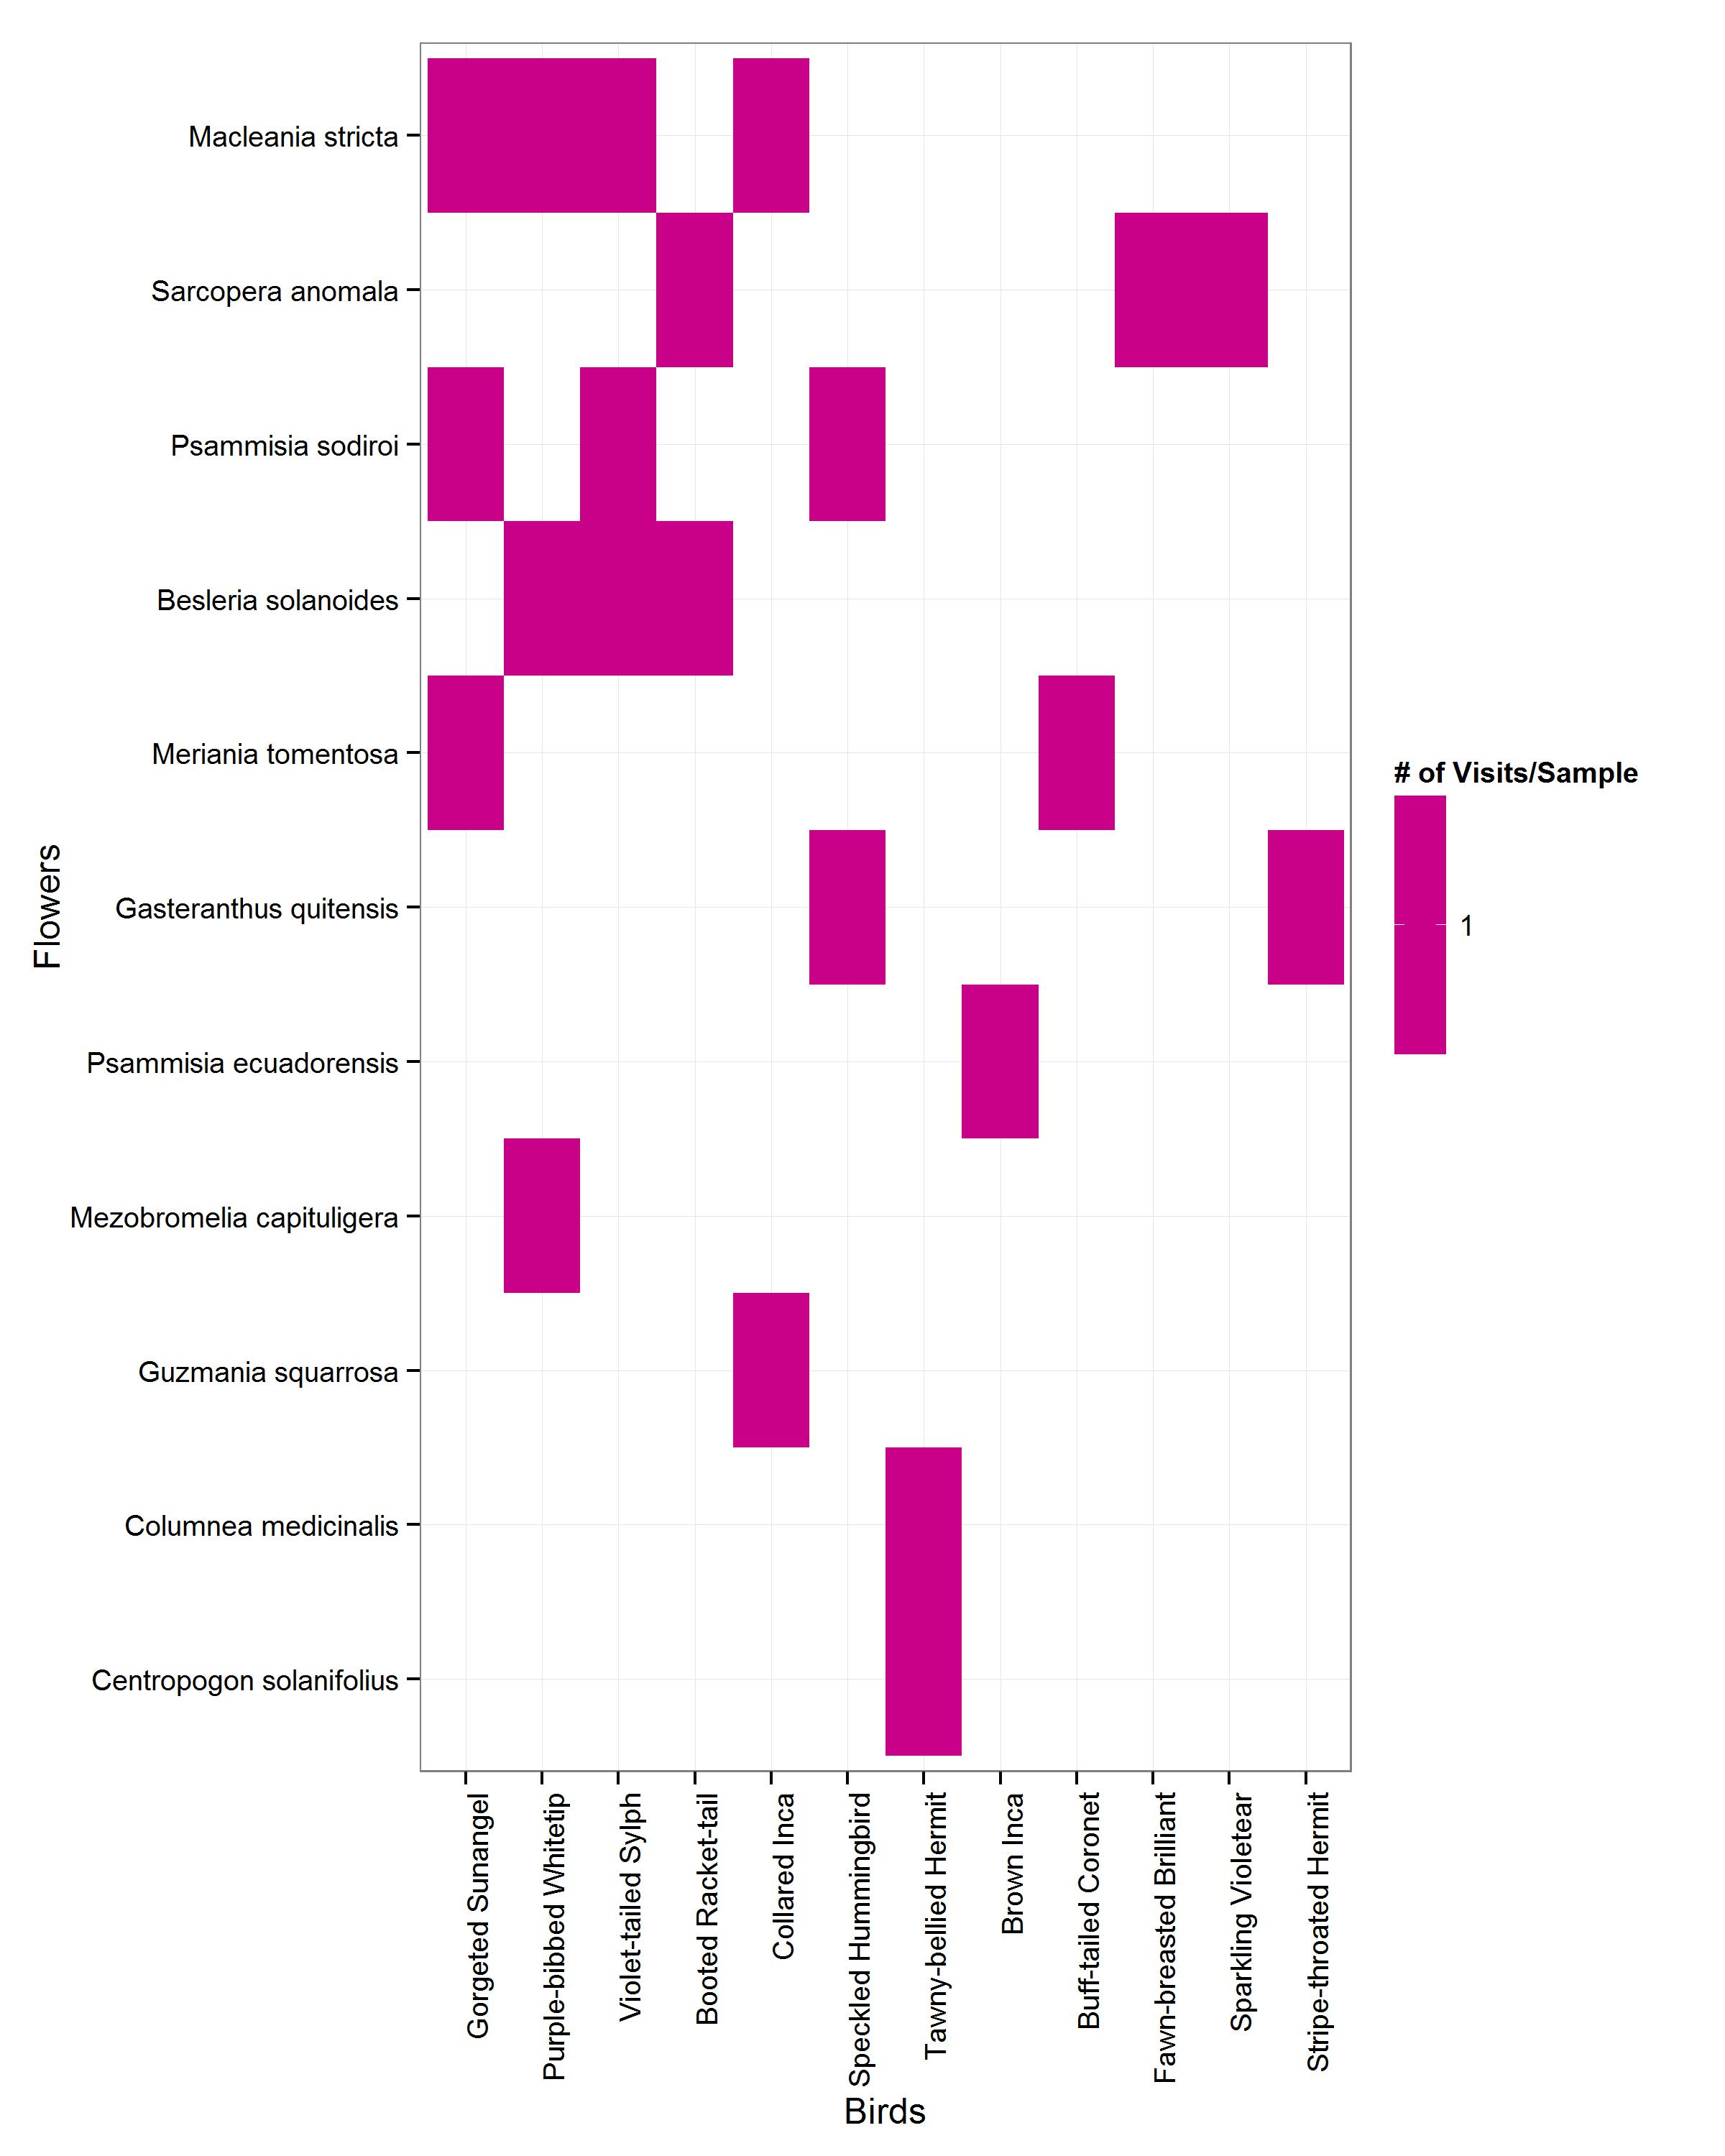 Macleania stricta
Sarcopera anomala
Psammisia sodiroi
Besleria solanoides
Meriania tomentosa
Gasteranthus quitensis
Psammisia ecuadorensis
Mezobromelia capituligera
Guzmania squarrosa
Columnea medicinalis
Centropogon solanifolius
Flowers
# of Visits/Sample
1
Gorgeted Sunangel
Purple-bibbed Whitetip
Violet-tailed Sylph
Booted Racket-tail
Collared Inca
Speckled Hummingbird
Tawny-bellied Hermit
Brown Inca
Buff-tailed Coronet
Fawn-breasted Brilliant
Sparkling Violetear
Stripe-throated Hermit
Birds